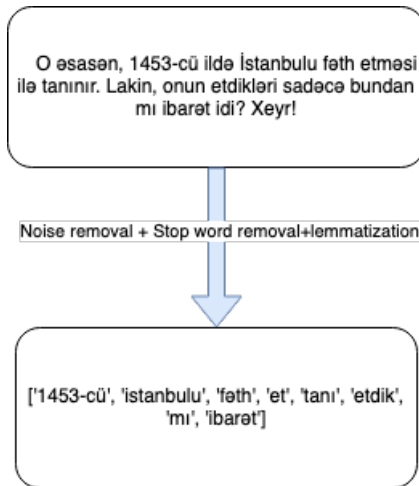 O əsasən, 1453-cü ildə İstanbulu fəth etməsi
ilə tanınır. Lakin, onun etdikləri sadəcə bundan
mı ibarət idi? Xeyr!
Noise removal + Stop word removal+lemmatization
['1453-cü', 'istanbulu', 'fəth', 'et', 'tanı', 'etdik',
'mı', 'ibarət']